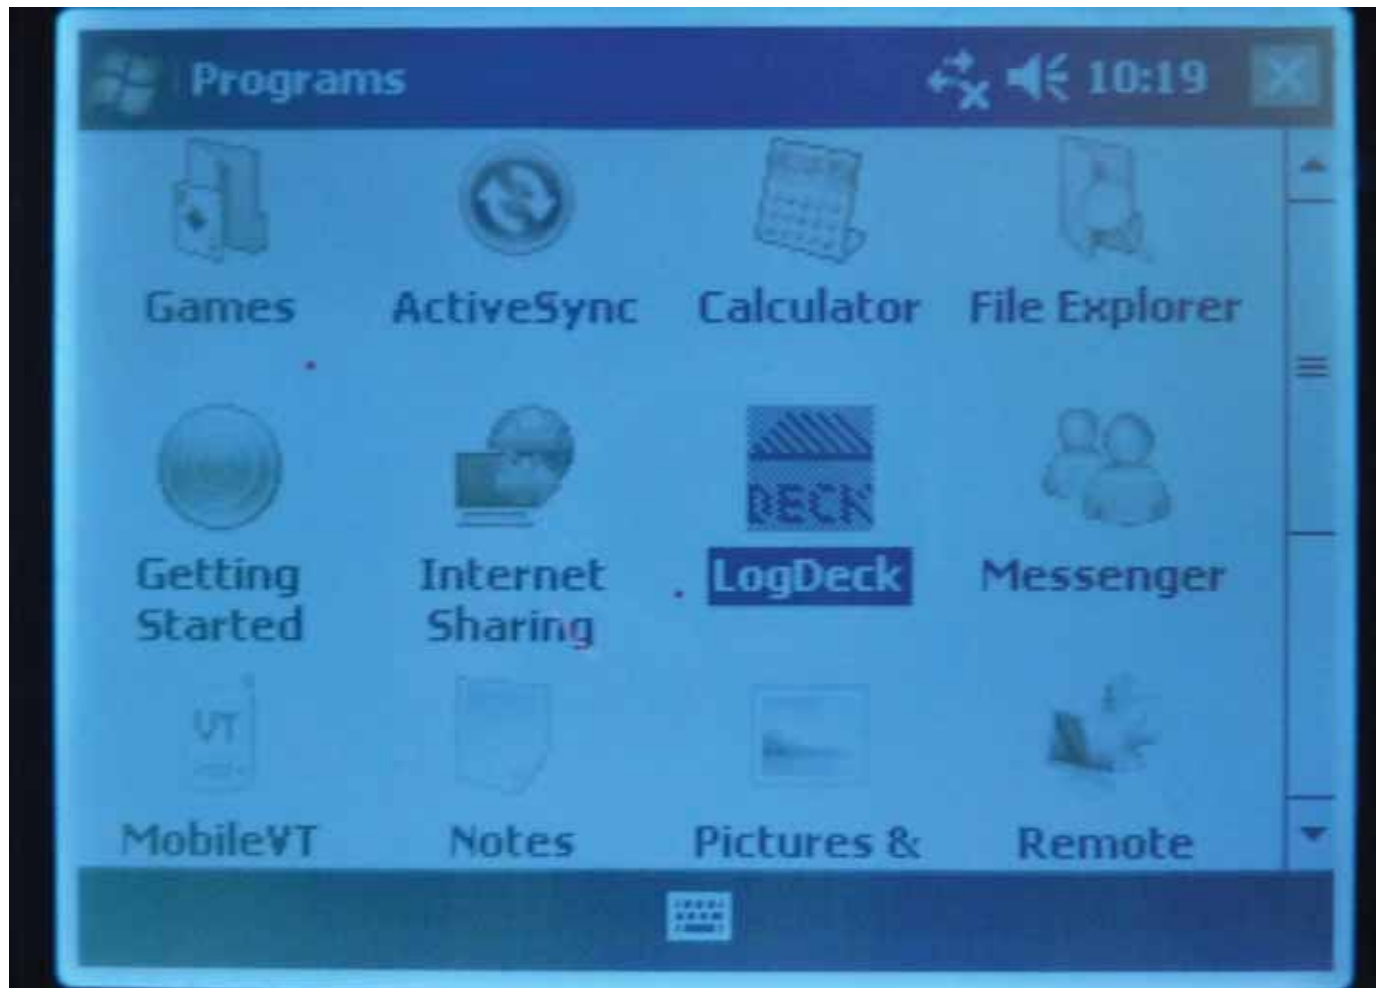 Programs 10:19
Games ActiveSync Calculator File Explorer
DECK
Getting Internet LogDeck Messenger
Started Sharing
VT
MobileVT Notes Pictures & Remote